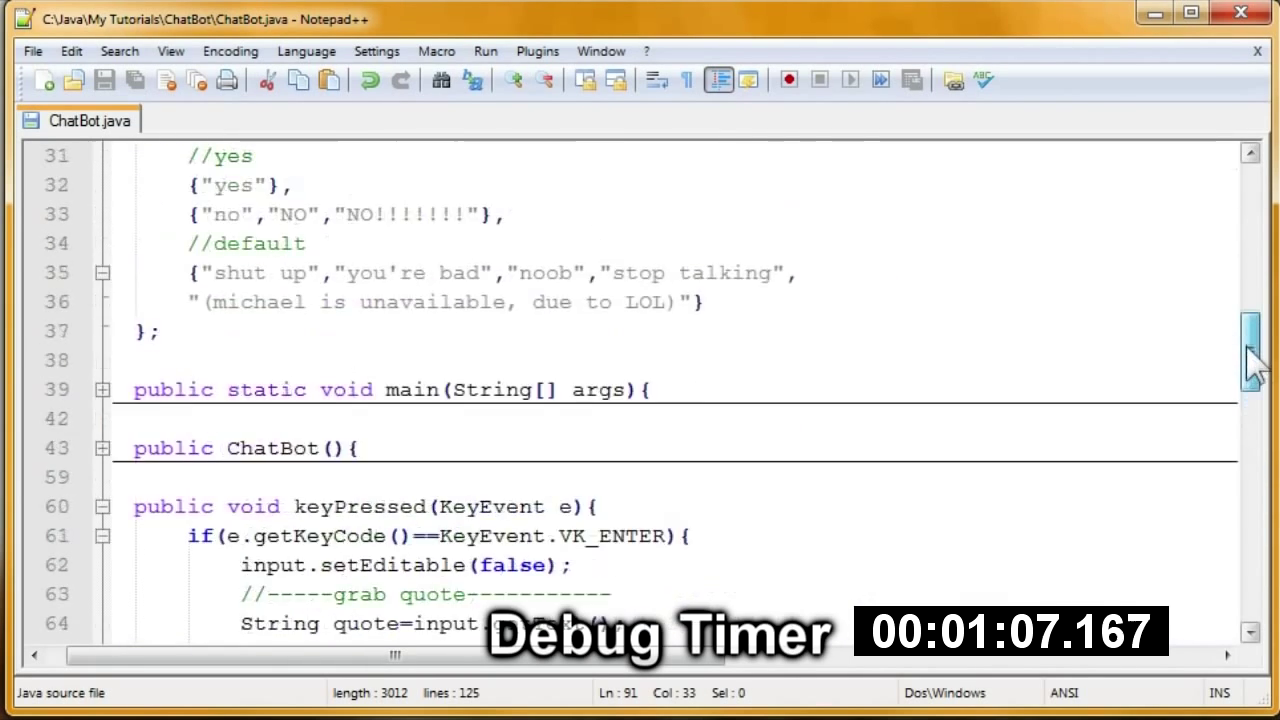 C:\Java\My Tutorials\ChatBot\ChatBot.java - Notepad++
File Edit Search View Encoding Language Settings Macro Run Plugins Window ? X
ChatBot.java
31 //yes
32 {"yes"},
33 {"no","NO","NO!!!!!!!"},
34 //default
35 {"shut up","you're bad","noob","stop talking",
36 "(michael is unavailable, due to LOL)"}
37 };
38
39 public static void main(String[] args){
42
43 public ChatBot(){
59
60 public void keyPressed(KeyEvent e){
61 if(e.getKeyCode()==KeyEvent.VK_ENTER){
62 input.setEditable(false);
63 //-----grab quote-----------
64 String quote=input.
Debug Timer 00:01:07.167
Java source file length : 3012 lines : 125 Ln : 91 Col : 33 Sel : 0 Dos\Windows ANSI INS